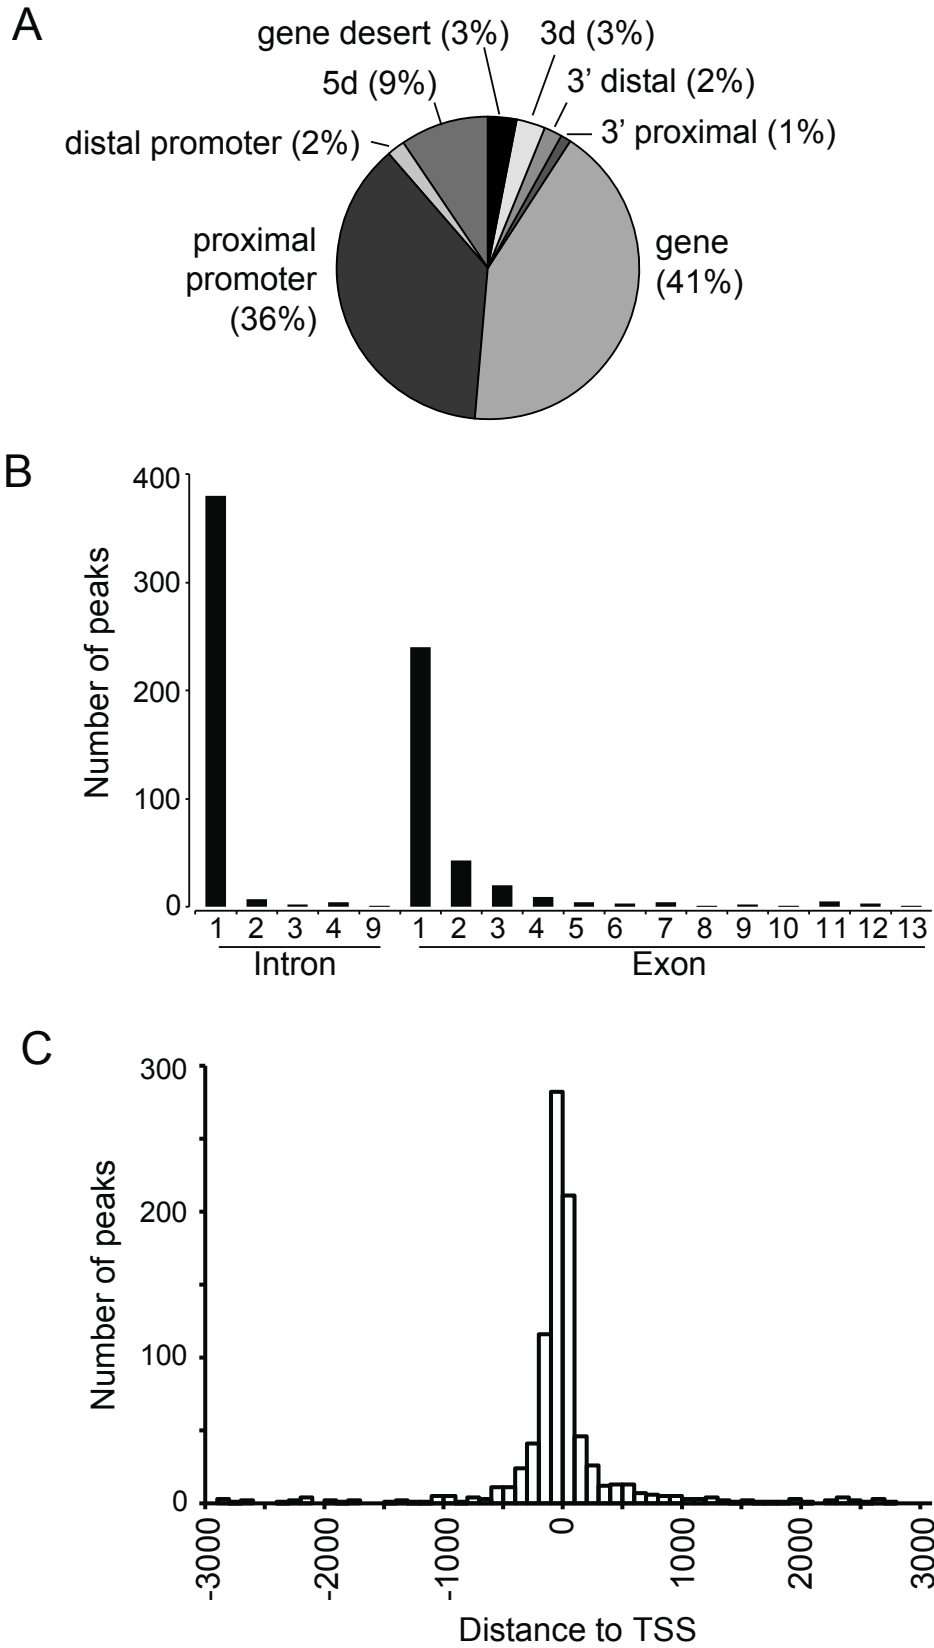 A
gene desert (3%)
3d (3%)
5d (9%)
3’ distal (2%)
distal promoter (2%)
3’ proximal (1%)
proximal
promoter
(36%)
gene
(41%)
B
Number of peaks
400
300
200
100
0
1 2 3 4 9 1 2 3 4 5 6 7 8 9 10 11 12 13
Intron Exon
C
Number of peaks
300
200
100
0
-3000 -2000 -1000 0 1000 2000 3000
Distance to TSS